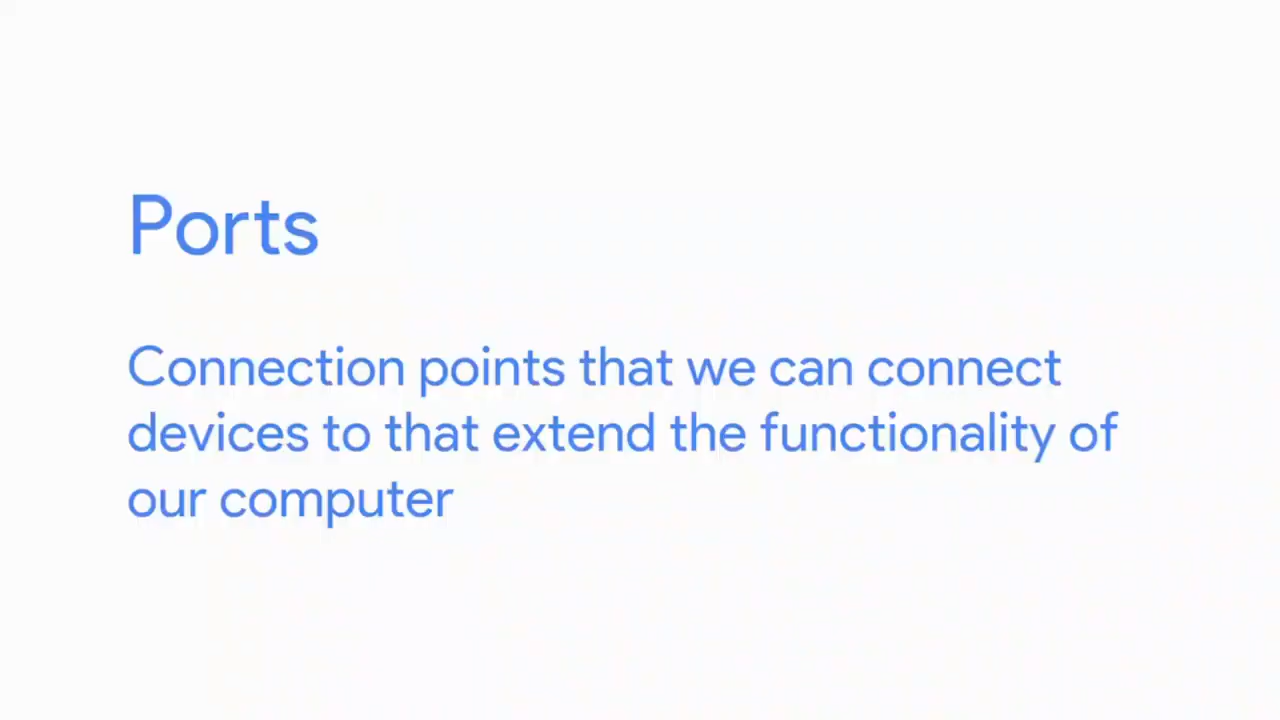 Ports
Connection points that we can connect
devices to that extend the functionality of
our computer